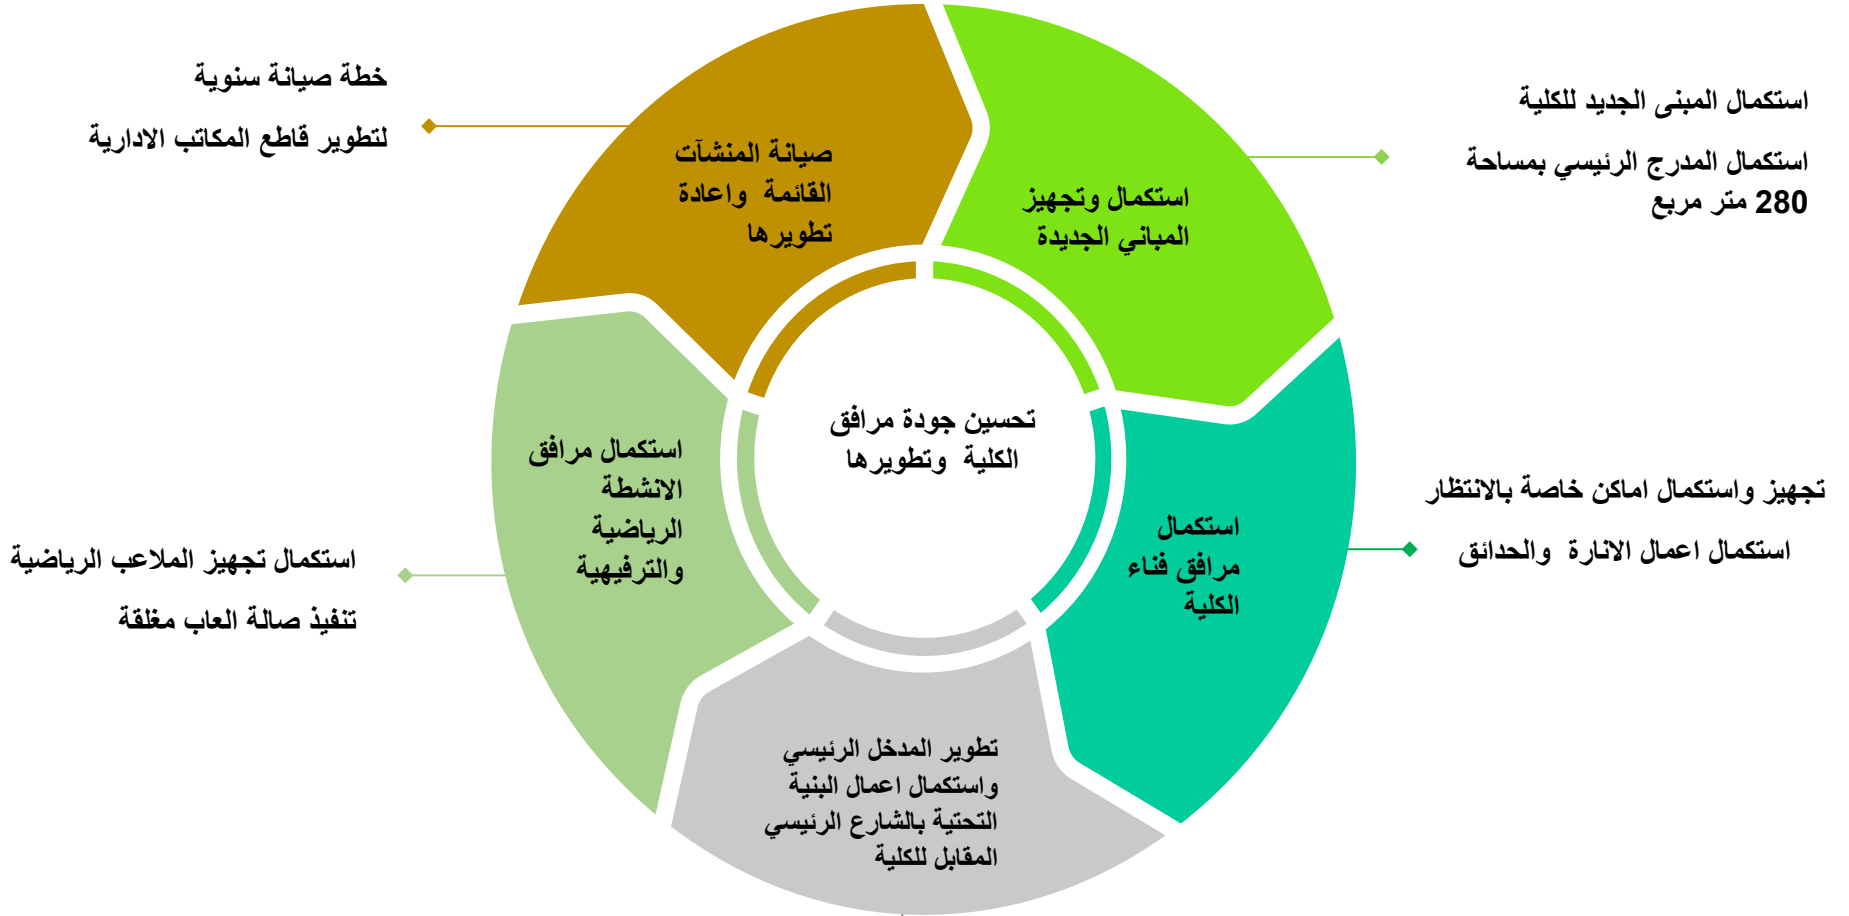 تحسين جودة مرافق
الكلية وتطويرها
استكمال وتجهيز
المباني الجديدة
استكمال المبنى الجديد للكلية
استكمال المدرج الرئيسي بمساحة
280 متر مربع
استكمال
مرافق فناء
الكلية
تجهيز واستكمال اماكن خاصة بالانتظار
استكمال اعمال الانارة والحدائق
تطوير المدخل الرئيسي
واستكمال اعمال البنية
التحتية بالشارع الرئيسي
المقابل للكلية
استكمال مرافق
الانشطة
الرياضية
والترفيهية
استكمال تجهيز الملاعب الرياضية
تنفيذ صالة العاب مغلقة
صيانة المنشآت
القائمة واعادة
تطويرها
خطة صيانة سنوية
لتطوير قاطع المكاتب الادارية